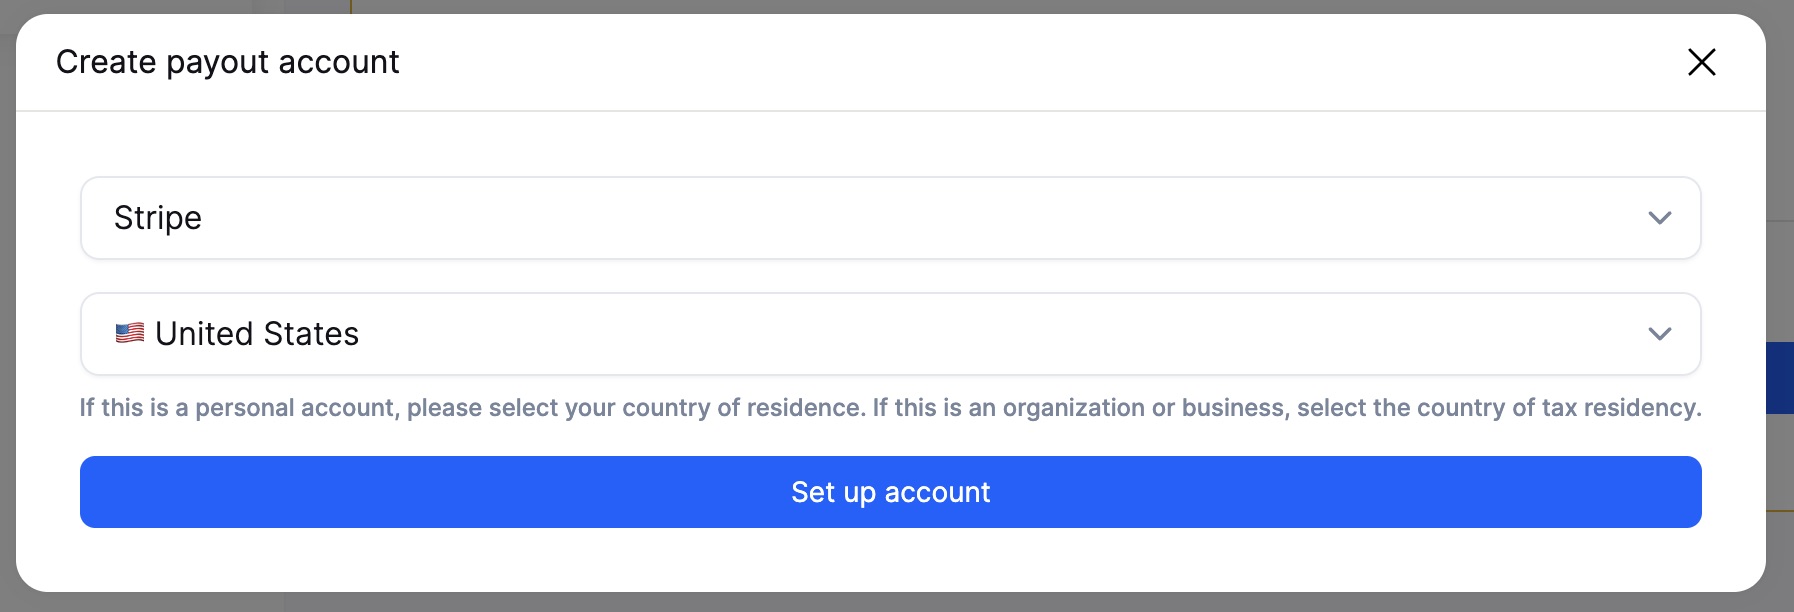 Create payout account
Stripe
🇺🇸 United States
If this is a personal account, please select your country of residence. If this is an organization or business, select the country of tax residency.
Set up account